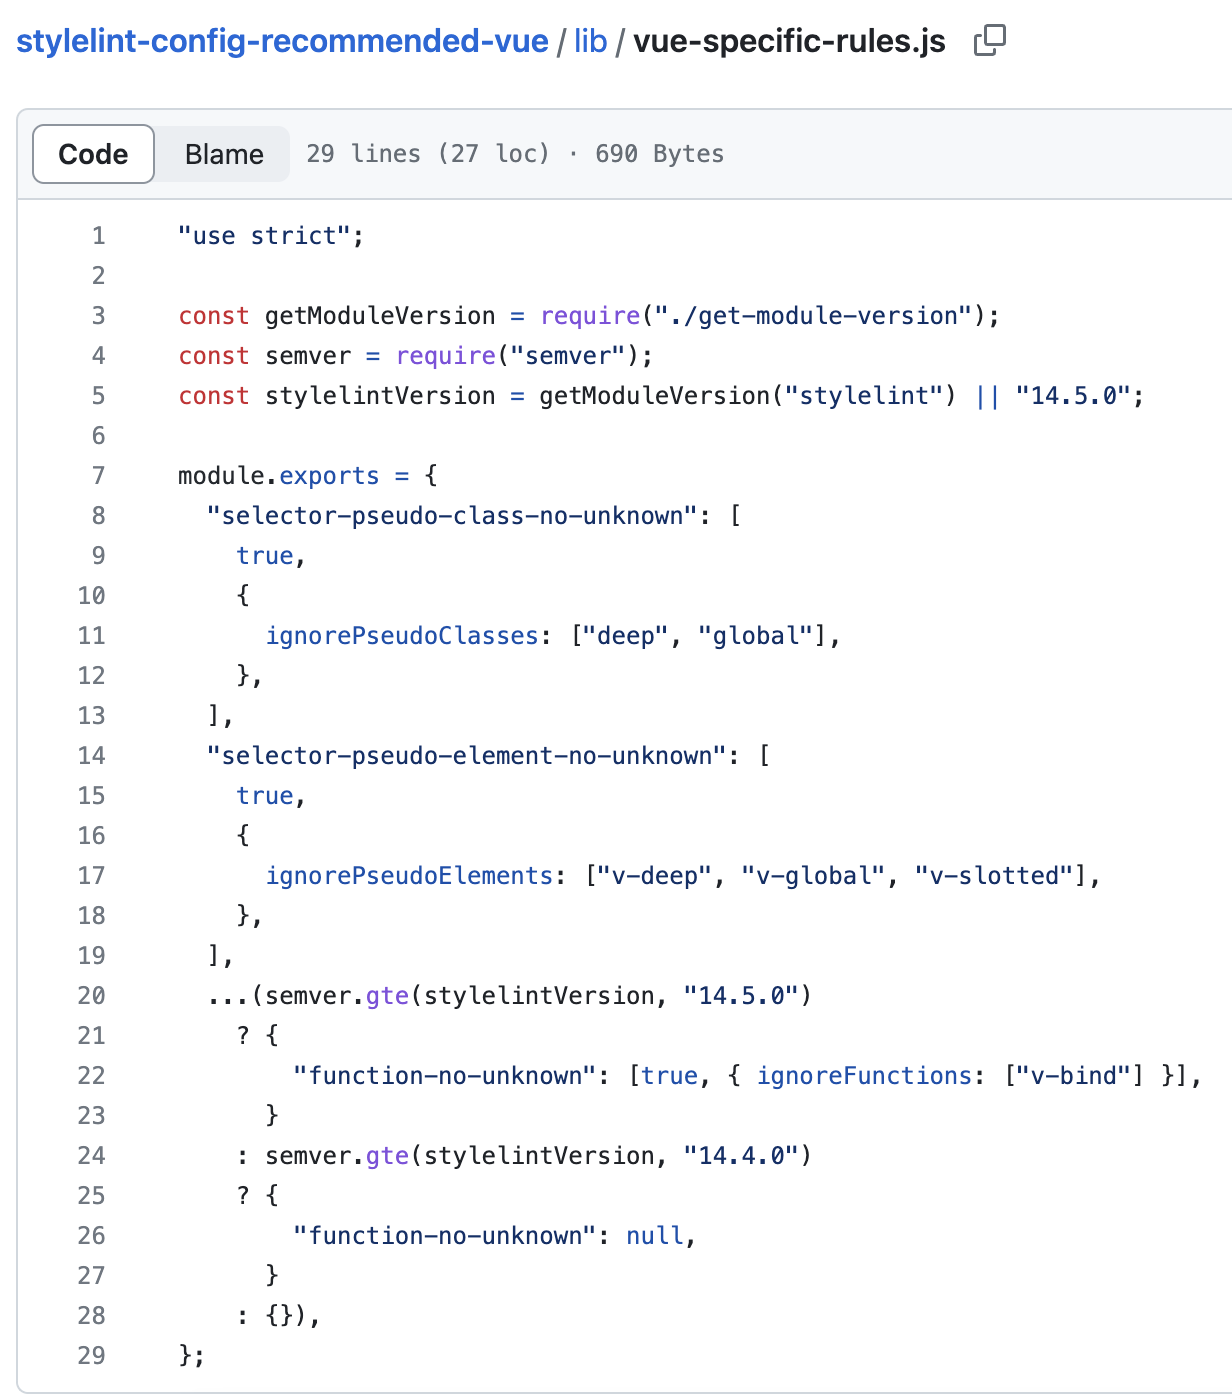 stylelint-config-recommended-vue / lib / vue-specific-rules.js
Code Blame 29 lines (27 loc) · 690 Bytes
1 "use strict";
2
3 const getModuleVersion = require("./get-module-version");
4 const semver = require("semver");
5 const stylelintVersion = getModuleVersion("stylelint") || "14.5.0";
6
7 module.exports = {
8   "selector-pseudo-class-no-unknown": [
9     true,
10     {
11       ignorePseudoClasses: ["deep", "global"],
12     },
13   ],
14   "selector-pseudo-element-no-unknown": [
15     true,
16     {
17       ignorePseudoElements: ["v-deep", "v-global", "v-slotted"],
18     },
19   ],
20   ...(semver.gte(stylelintVersion, "14.5.0")
21     ? {
22         "function-no-unknown": [true, { ignoreFunctions: ["v-bind"] }],
23       }
24     : semver.gte(stylelintVersion, "14.4.0")
25     ? {
26         "function-no-unknown": null,
27       }
28     : {}),
29 };